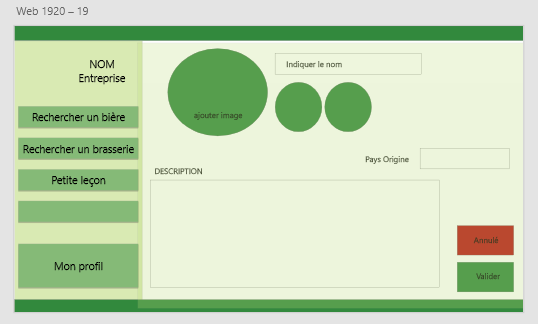 Web 1920 – 19
NOM
Entreprise
Rechercher un bière
Rechercher un brasserie
Petite leçon
Mon profil
ajouter image
Indiquer le nom
Pays Origine
DESCRIPTION
Annulé
Valider